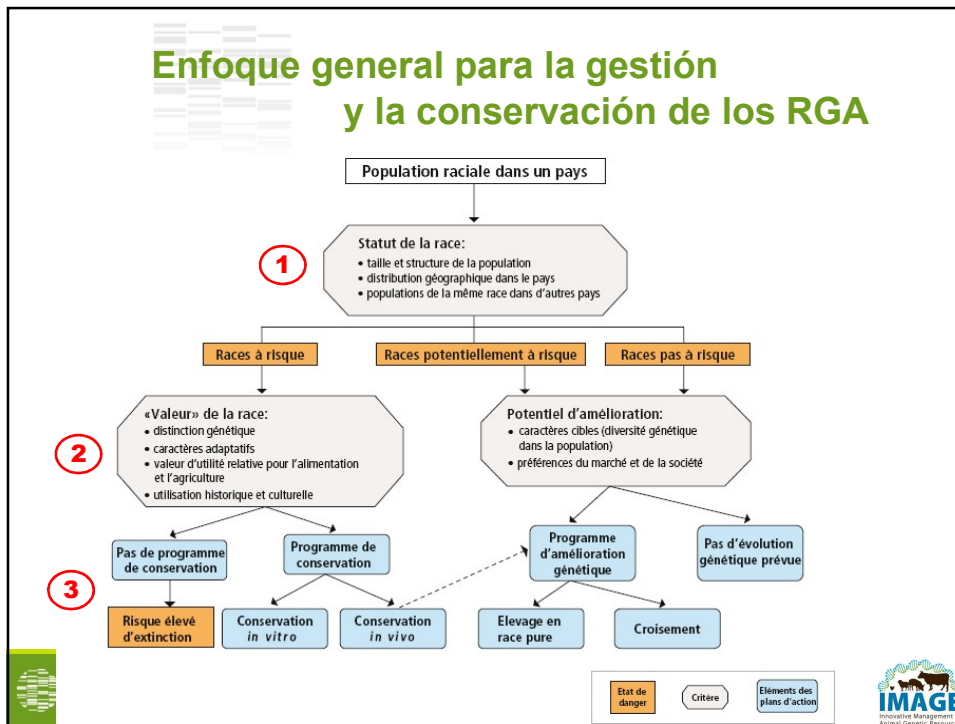 Enfoque general para la gestión
y la conservación de los RGA
Population raciale dans un pays
1
Statut de la race:
• taille et structure de la population
• distribution géographique dans le pays
• populations de la même race dans d'autres pays
Races à risque
Races potentiellement à risque
Races pas à risque
2
«Valeur» de la race:
• distinction génétique
• caractères adaptatifs
• valeur d'utilité relative pour l'alimentation
et l'agriculture
• utilisation historique et culturelle
Potentiel d'amélioration:
• caractères cibles (diversité génétique
dans la population)
• préférences du marché et de la société
3
Pas de programme
de conservation
Programme de
conservation
Programme
d'amélioration
génétique
Pas d'évolution
génétique prévue
Risque élevé
d'extinction
Conservation
in vitro
Conservation
in vivo
Elevage en
race pure
Croisement
Etat de
danger
Critère
Eléments des
plans d'action
IMAGE
Innovative Management
Animal Genetic Resour